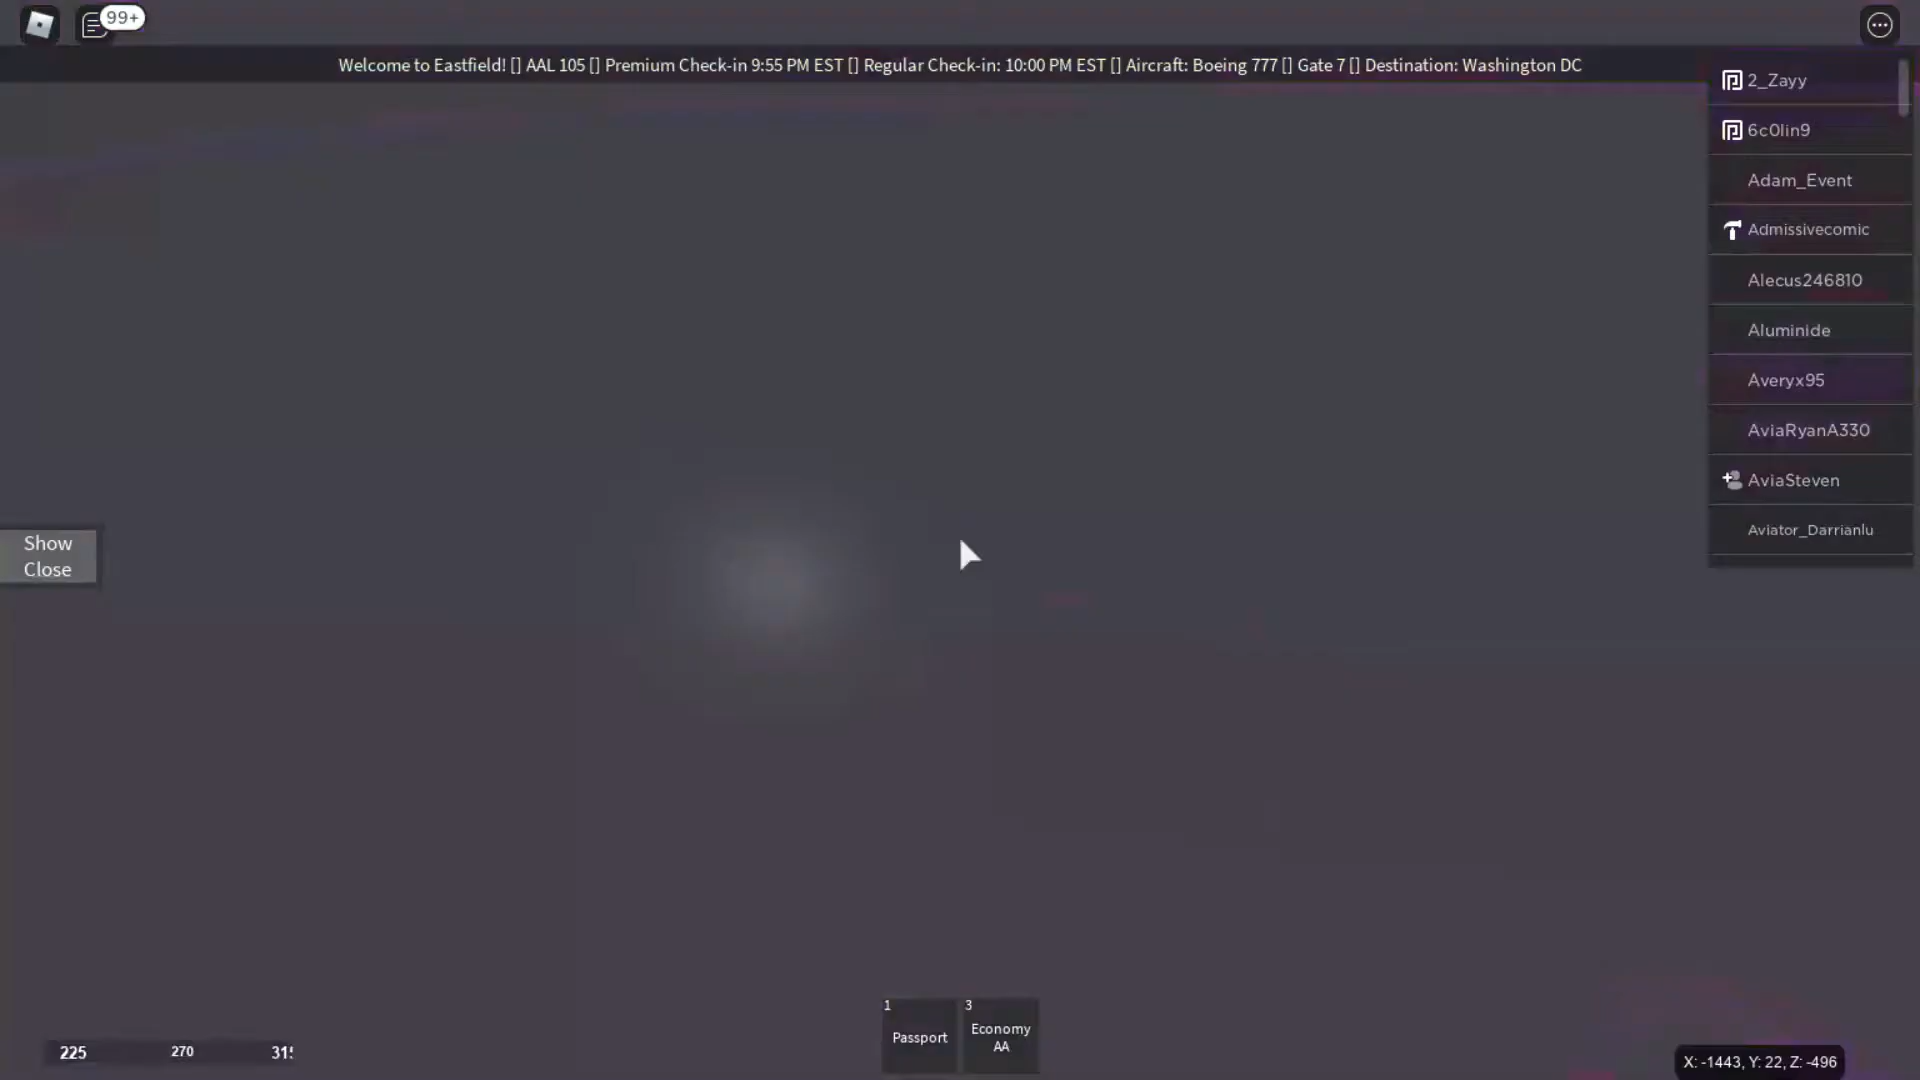 99+
Welcome to Eastfield! [] AAL 105 [] Premium Check-in 9:55 PM EST [] Regular Check-in: 10:00 PM EST [] Aircraft: Boeing 777 [] Gate 7 [] Destination: Washington DC
2_Zayy
6c0lin9
Adam_Event
Admissivecomic
Alecus246810
Aluminide
Averyx95
AviaRyanA330
AviaSteven
Aviator_Darrianlu
Show
Close
1
Passport
3
Economy
AA
225 270 315
X: -1443, Y: 22, Z: -496